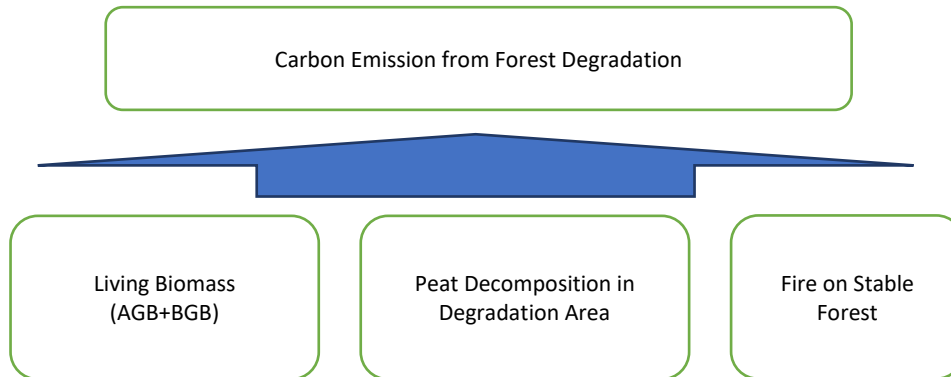 Carbon Emission from Forest Degradation
Living Biomass
(AGB+BGB)
Peat Decomposition in
Degradation Area
Fire on Stable
Forest